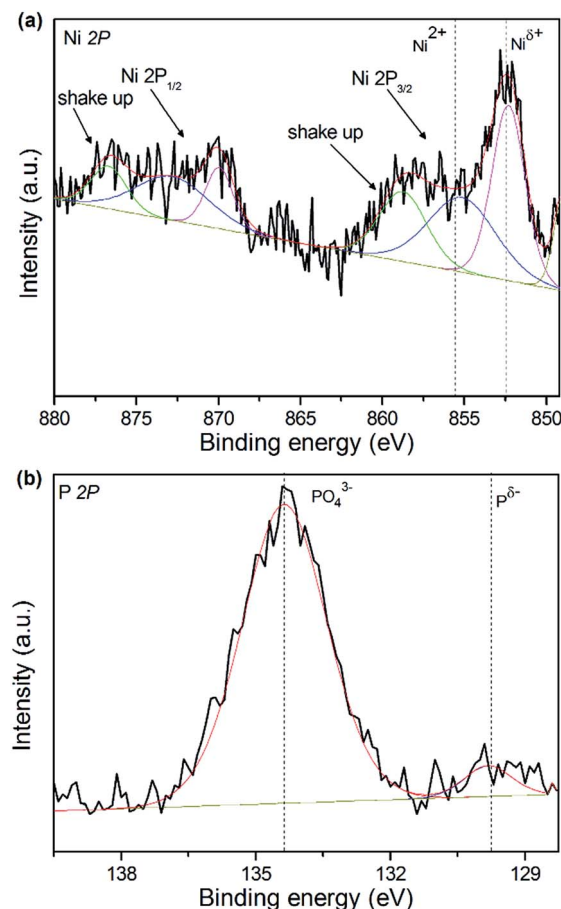 (a)
Ni 2P
Ni²⁺
Niᵟ⁺
Ni 2P₁/₂
Ni 2P₃/₂
shake up
shake up
Intensity (a.u.)
880 875 870 865 860 855 850
Binding energy (eV)
(b)
P 2P
PO₄³⁻
Pᵟ⁻
Intensity (a.u.)
138 135 132 129
Binding energy (eV)